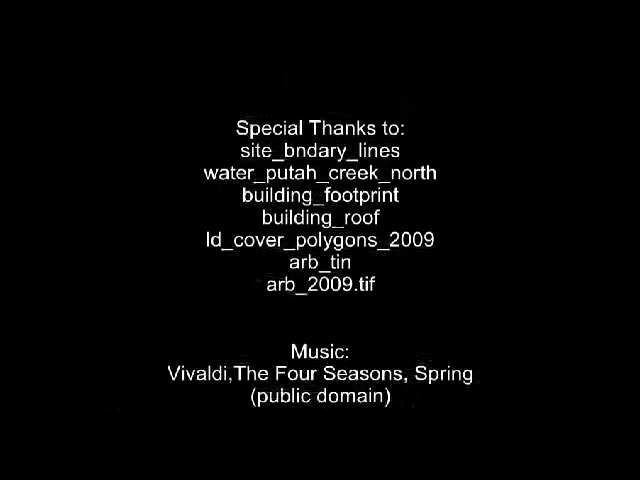 Special Thanks to:
site_bndary_lines
water_putah_creek_north
building_footprint
building_roof
ld_cover_polygons_2009
arb_tin
arb_2009.tif
Music:
Vivaldi,The Four Seasons, Spring
(public domain)